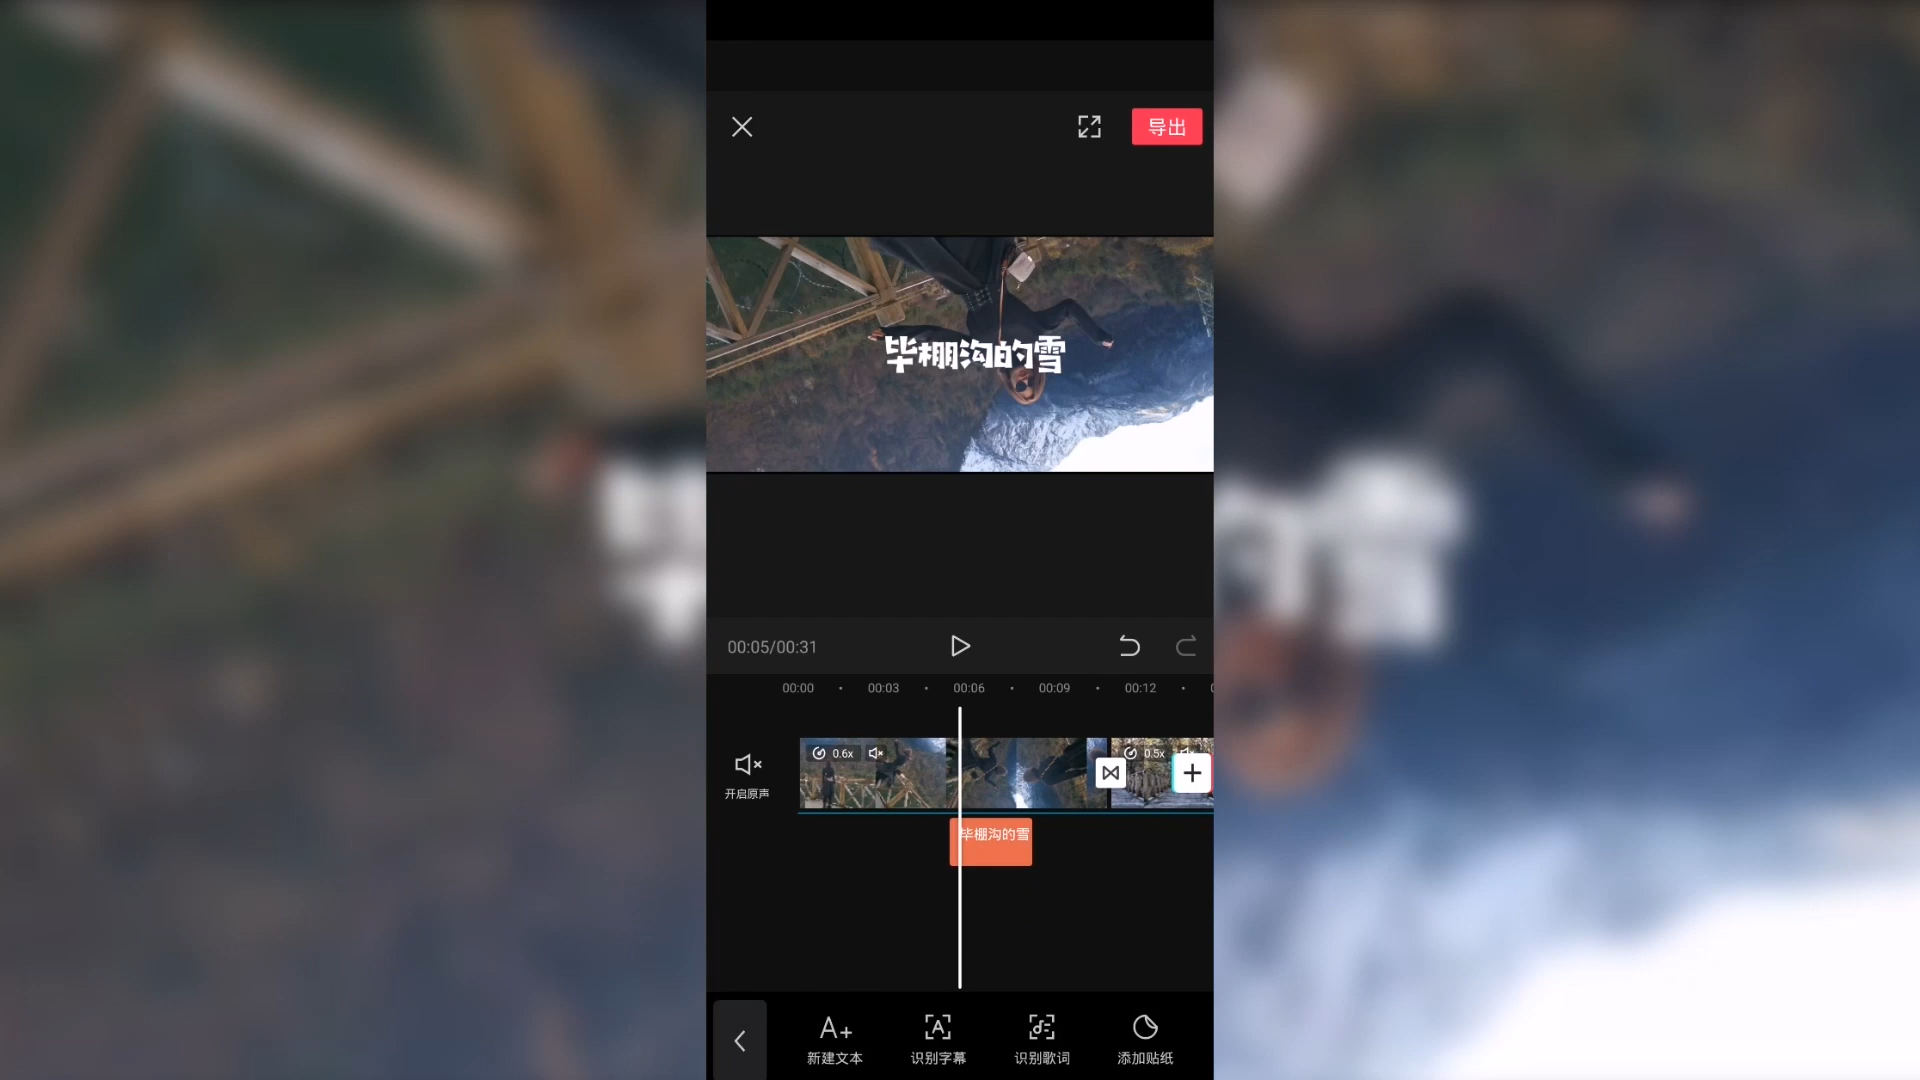 导出
毕棚沟的雪
00:05/00:31
00:00 00:03 00:06 00:09 00:12
0.6x 0.5x
开启原声
毕棚沟的雪
新建文本 识别字幕 识别歌词 添加贴纸